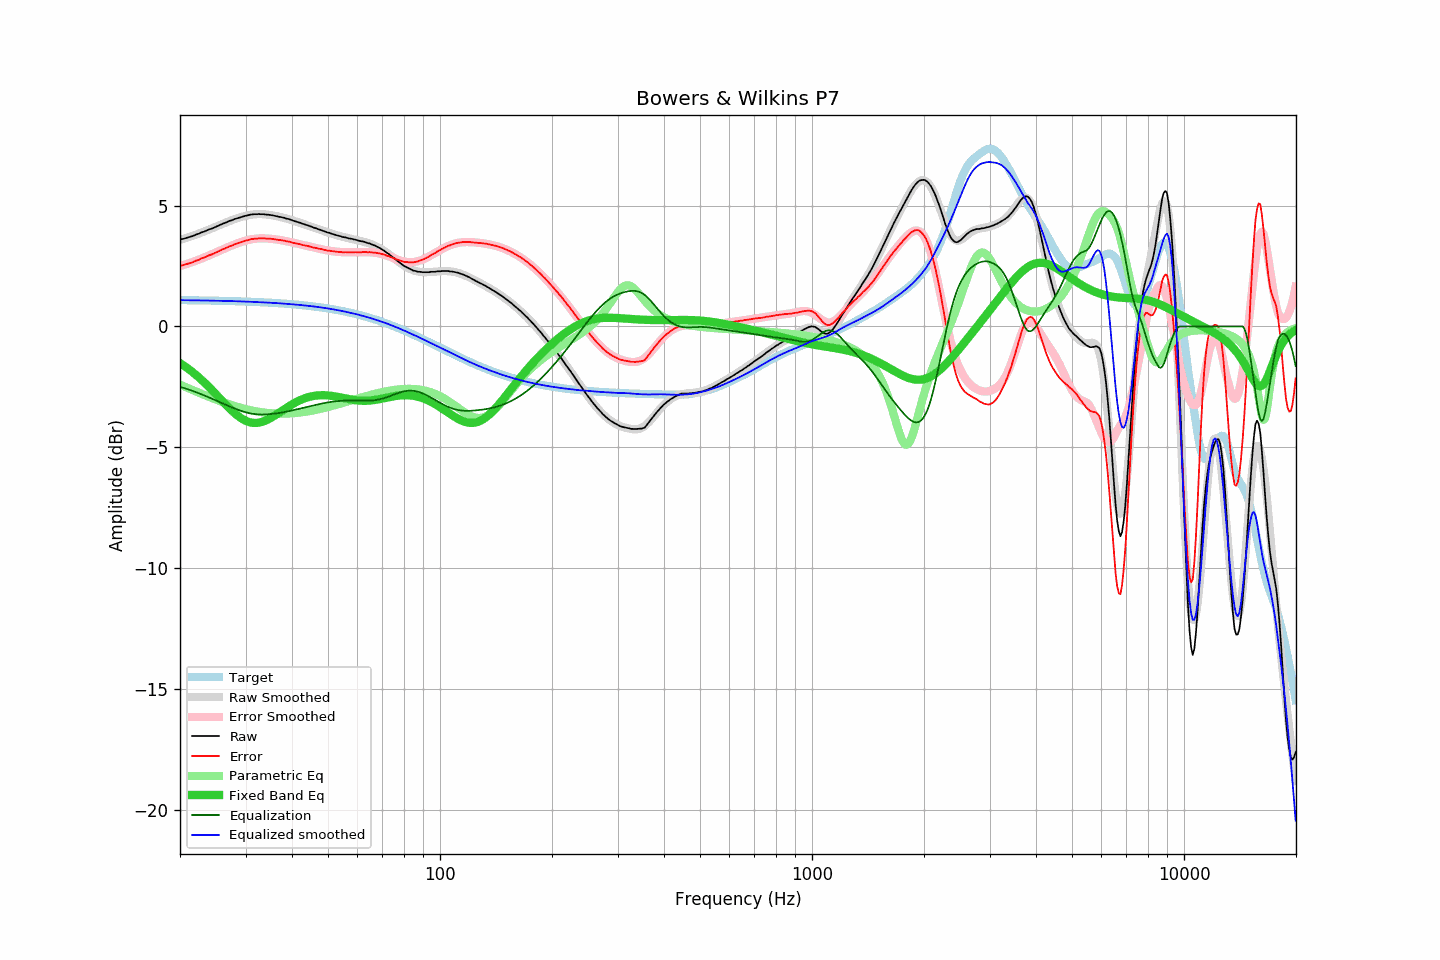 Bowers & Wilkins P7
Amplitude (dBr)
5
0
−5
−10
−15
−20
Target
Raw Smoothed
Error Smoothed
Raw
Error
Parametric Eq
Fixed Band Eq
Equalization
Equalized smoothed
100
1000
10000
Frequency (Hz)